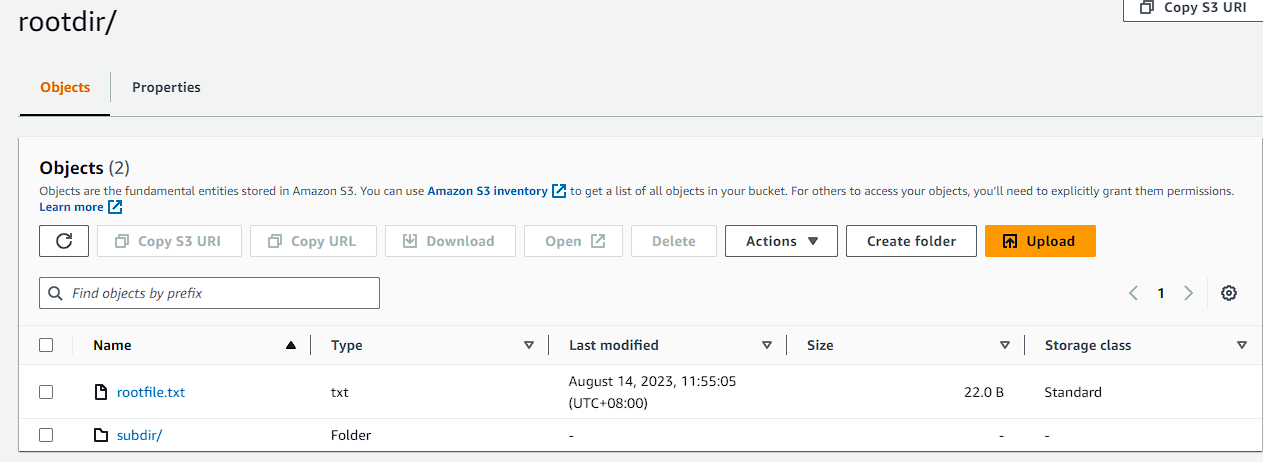 rootdir/
Copy S3 URI
Objects
Properties
Objects (2)
Objects are the fundamental entities stored in Amazon S3. You can use Amazon S3 inventory to get a list of all objects in your bucket. For others to access your objects, you'll need to explicitly grant them permissions.
Learn more
Copy S3 URI
Copy URL
Download
Open
Delete
Actions
Create folder
Upload
Find objects by prefix
1
Name
Type
Last modified
Size
Storage class
rootfile.txt
txt
August 14, 2023, 11:55:05
(UTC+08:00)
22.0 B
Standard
subdir/
Folder
-
-
-